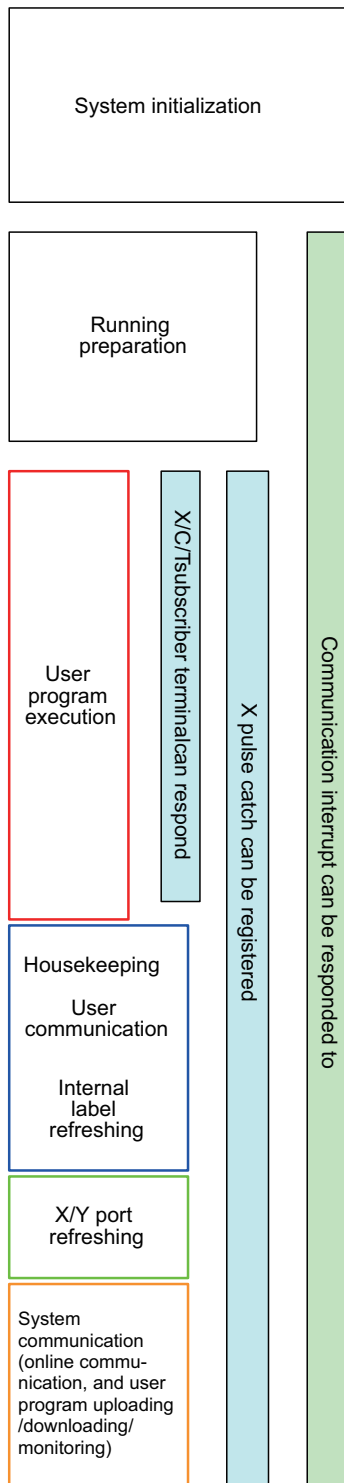 System initialization
Running
preparation
User
program
execution
X/C/Tsubscriber terminalcan respond
X pulse catch can be registered
Communication interrupt can be responded to
Housekeeping
User
communication
Internal
label
refreshing
X/Y port
refreshing
System
communication
(online commu-
nication, and user
program uploading
/downloading/
monitoring)